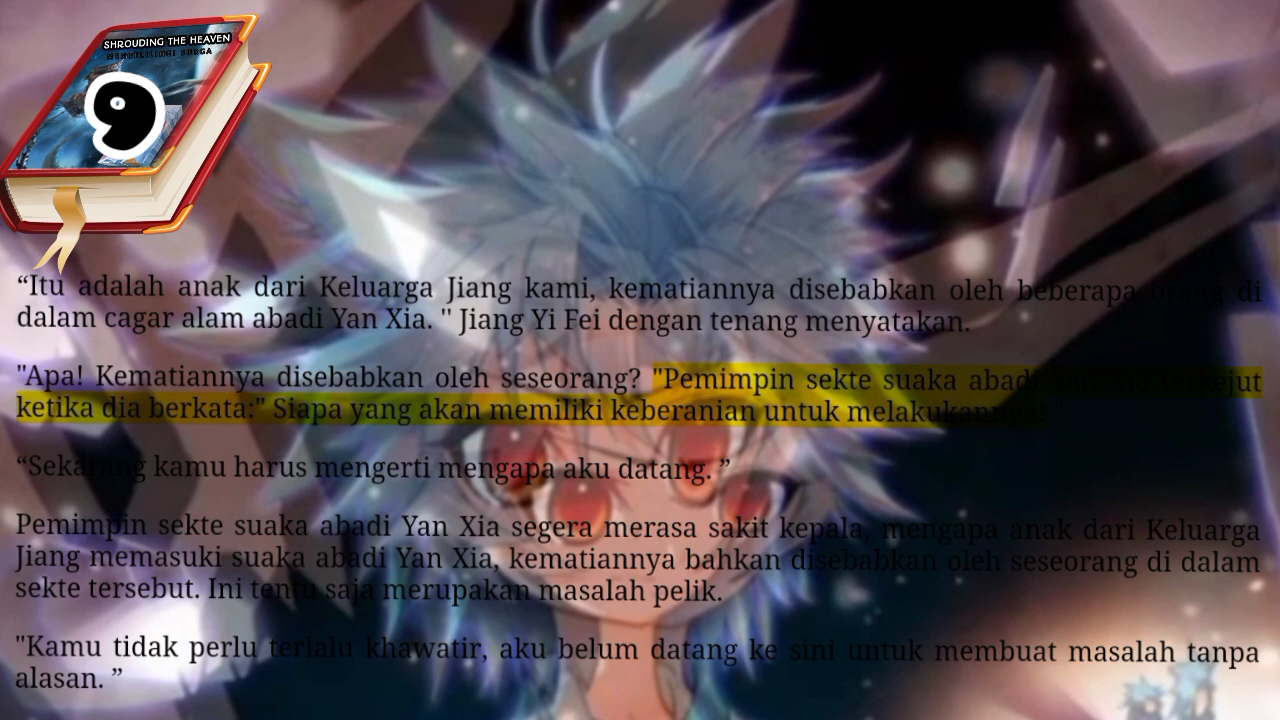 SHROUDING THE HEAVEN
MENYELIMUTI SURGA
9
“Itu adalah anak dari Keluarga Jiang kami, kematiannya disebabkan oleh beberapa orang di
dalam cagar alam abadi Yan Xia. " Jiang Yi Fei dengan tenang menyatakan.
"Apa! Kematiannya disebabkan oleh seseorang? "Pemimpin sekte suaka abadi Yan Xia terkejut
ketika dia berkata:" Siapa yang akan memiliki keberanian untuk melakukannya! "
“Sekarang kamu harus mengerti mengapa aku datang. ”
Pemimpin sekte suaka abadi Yan Xia segera merasa sakit kepala, mengapa anak dari Keluarga
Jiang memasuki suaka abadi Yan Xia, kematiannya bahkan disebabkan oleh seseorang di dalam
sekte tersebut. Ini tentu saja merupakan masalah pelik.
"Kamu tidak perlu terlalu khawatir, aku belum datang ke sini untuk membuat masalah tanpa
alasan. ”